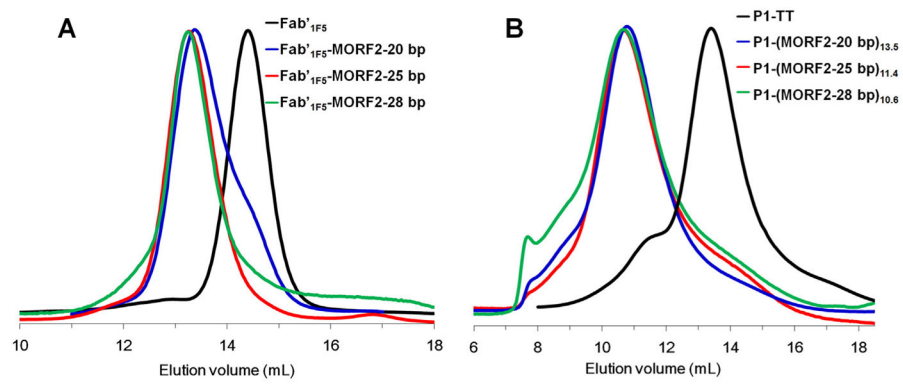 A
Fab'1F5
Fab'1F5-MORF2-20 bp
Fab'1F5-MORF2-25 bp
Fab'1F5-MORF2-28 bp
10 12 14 16 18
Elution volume (mL)
B
P1-TT
P1-(MORF2-20 bp)13.5
P1-(MORF2-25 bp)11.4
P1-(MORF2-28 bp)10.6
6 8 10 12 14 16 18
Elution volume (mL)